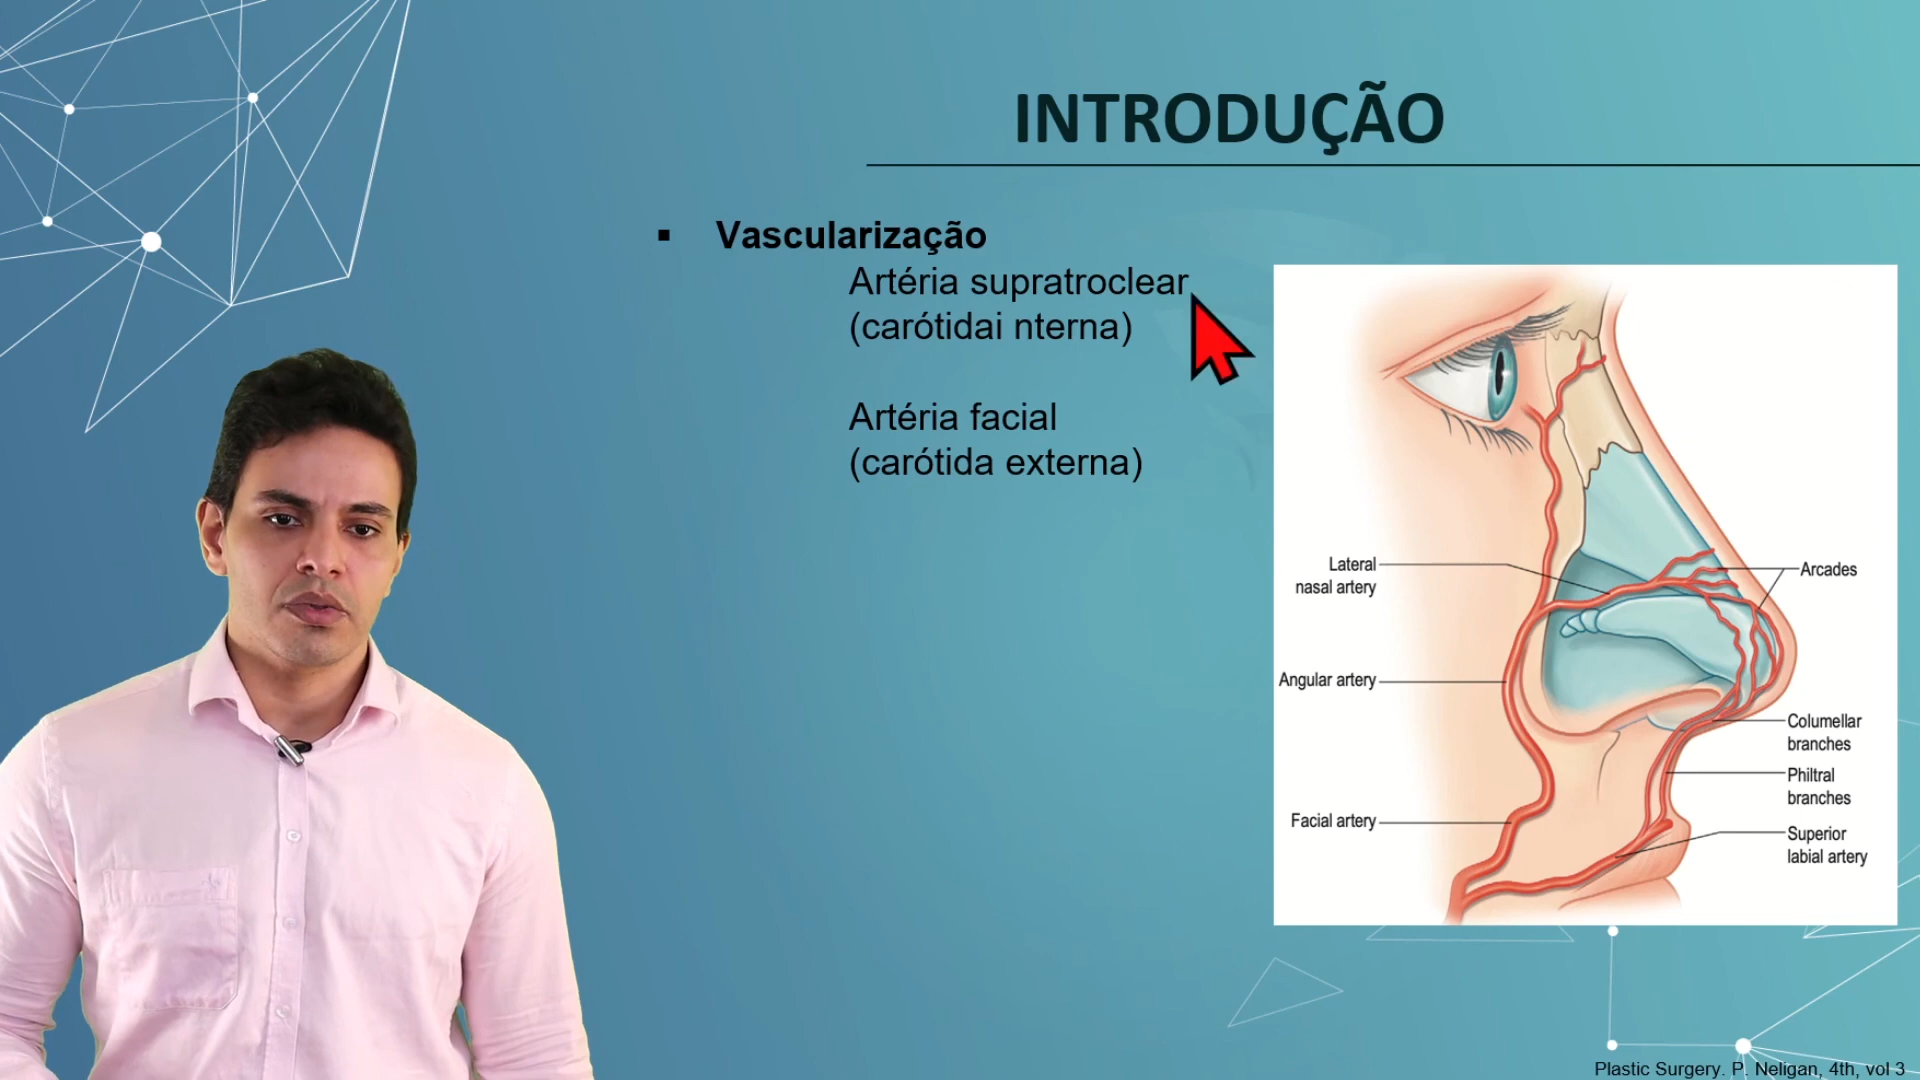 INTRODUÇÃO
▪ Vascularização
Artéria supratroclear
(carótidai nterna)
Artéria facial
(carótida externa)
Lateral
nasal artery
Arcades
Angular artery
Columellar
branches
Philtral
branches
Facial artery
Superior
labial artery
Plastic Surgery. P. Neligan, 4th, vol 3